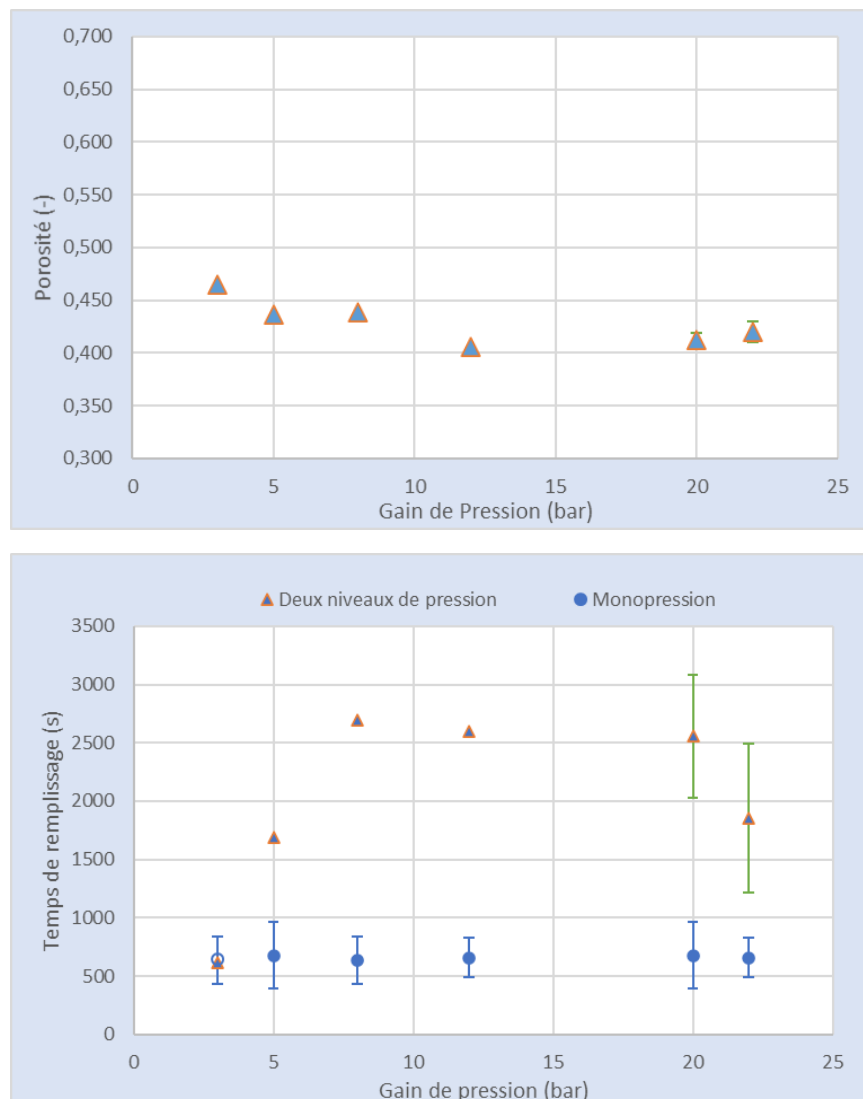 0,700
0,650
0,600
0,550
0,500
0,450
0,400
0,350
0,300
Porosité (-)
0 5 10 15 20 25
Gain de Pression (bar)
Deux niveaux de pression Monopression
3500
3000
2500
2000
1500
1000
500
0
Temps de remplissage (s)
0 5 10 15 20 25
Gain de pression (bar)